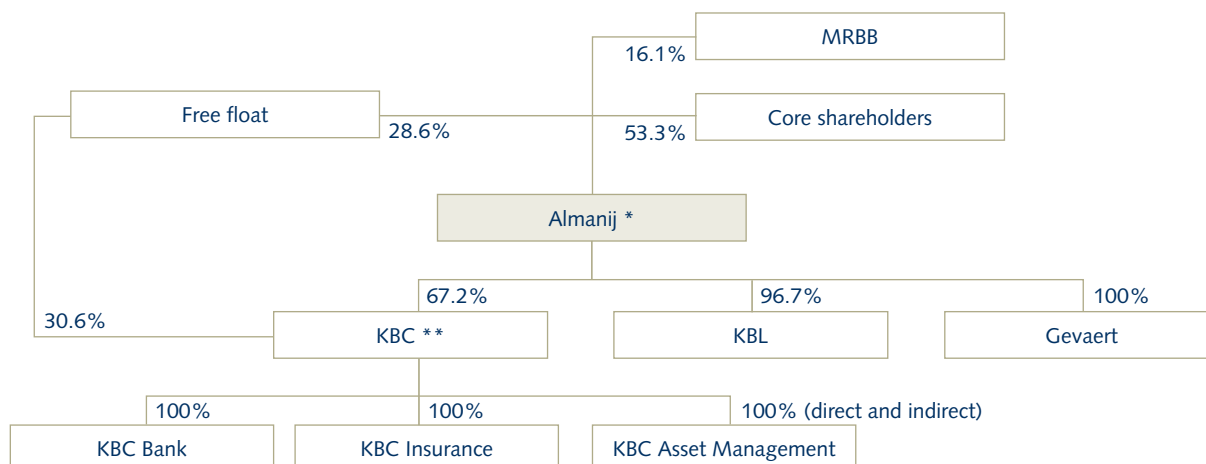 MRBB
16.1%
Free float
Core shareholders
28.6%
53.3%
Almanij *
67.2%
96.7%
100%
30.6%
KBC **
KBL
Gevaert
100%
100%
100% (direct and indirect)
KBC Bank
KBC Insurance
KBC Asset Management